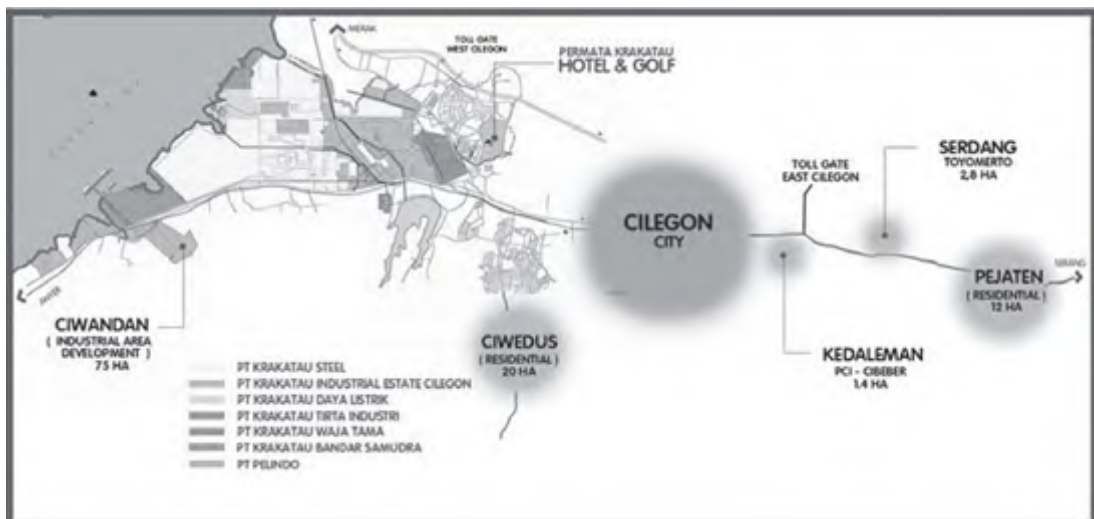 MERAK
TOLL GATE
WEST CILEGON
PERMATA KRAKATAU
HOTEL & GOLF
SERDANG
TOYOMERTO
2,8 HA
TOLL GATE
EAST CILEGON
CILEGON
CITY
SERANG
PEJATEN
( RESIDENTIAL )
12 HA
ANYER
CIWANDAN
( INDUSTRIAL AREA
DEVELOPMENT )
75 HA
CIWEDUS
( RESIDENTIAL )
20 HA
KEDALEMAN
PCI - CIBEBER
1.4 HA
PT KRAKATAU STEEL
PT KRAKATAU INDUSTRIAL ESTATE CILEGON
PT KRAKATAU DAYA LISTRIK
PT KRAKATAU TIRTA INDUSTRI
PT KRAKATAU WAJA TAMA
PT KRAKATAU BANDAR SAMUDRA
PT PELINDO